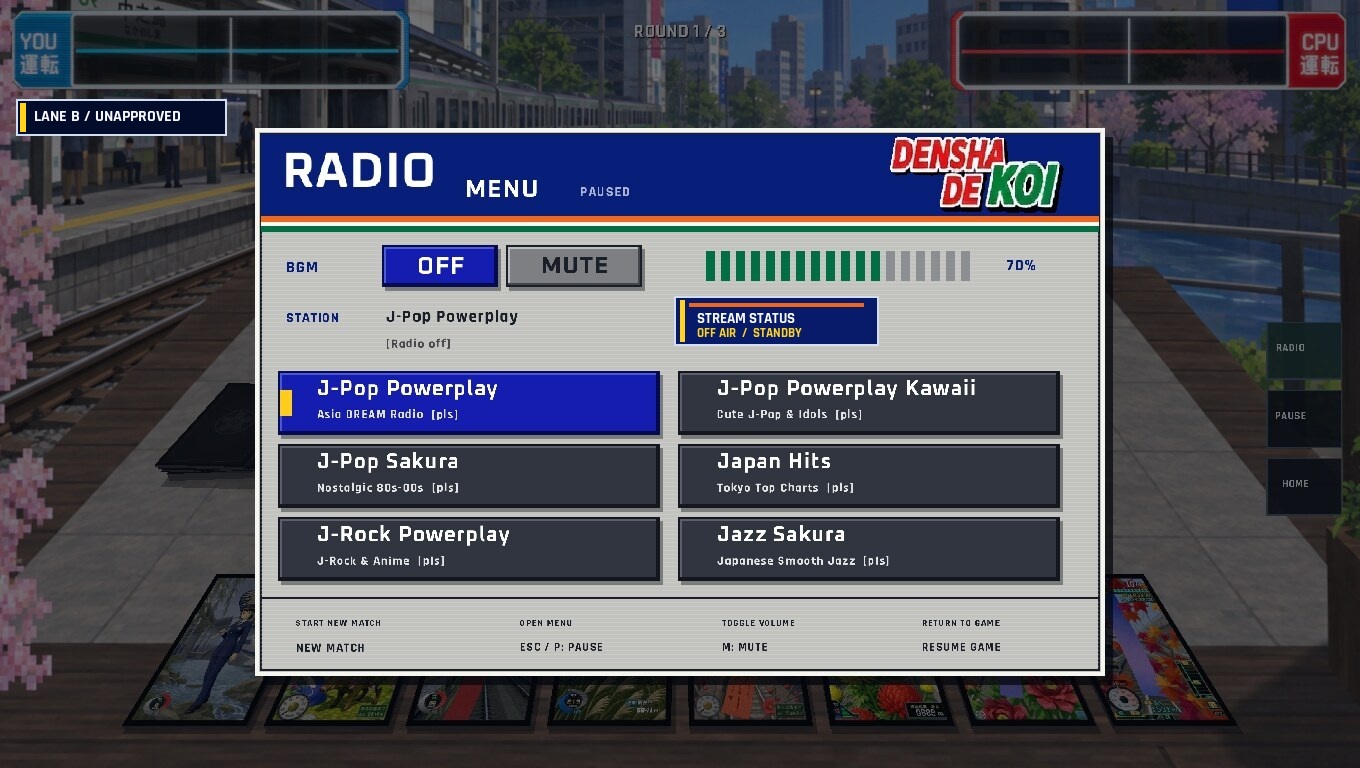 YOU
運転
ROUND 1 / 3
CPU
運転
LANE B / UNAPPROVED
RADIO MENU PAUSED
DENSHA
DE KOI
BGM OFF MUTE 70%
STATION J-Pop Powerplay
[Radio off]
STREAM STATUS
OFF AIR / STANDBY
J-Pop Powerplay
Asia DREAM Radio [pls]
J-Pop Powerplay Kawaii
Cute J-Pop & Idols [pls]
J-Pop Sakura
Nostalgic 80s-00s [pls]
Japan Hits
Tokyo Top Charts [pls]
J-Rock Powerplay
J-Rock & Anime [pls]
Jazz Sakura
Japanese Smooth Jazz [pls]
START NEW MATCH
NEW MATCH
OPEN MENU
ESC / P: PAUSE
TOGGLE VOLUME
M: MUTE
RETURN TO GAME
RESUME GAME
RADIO
PAUSE
HOME